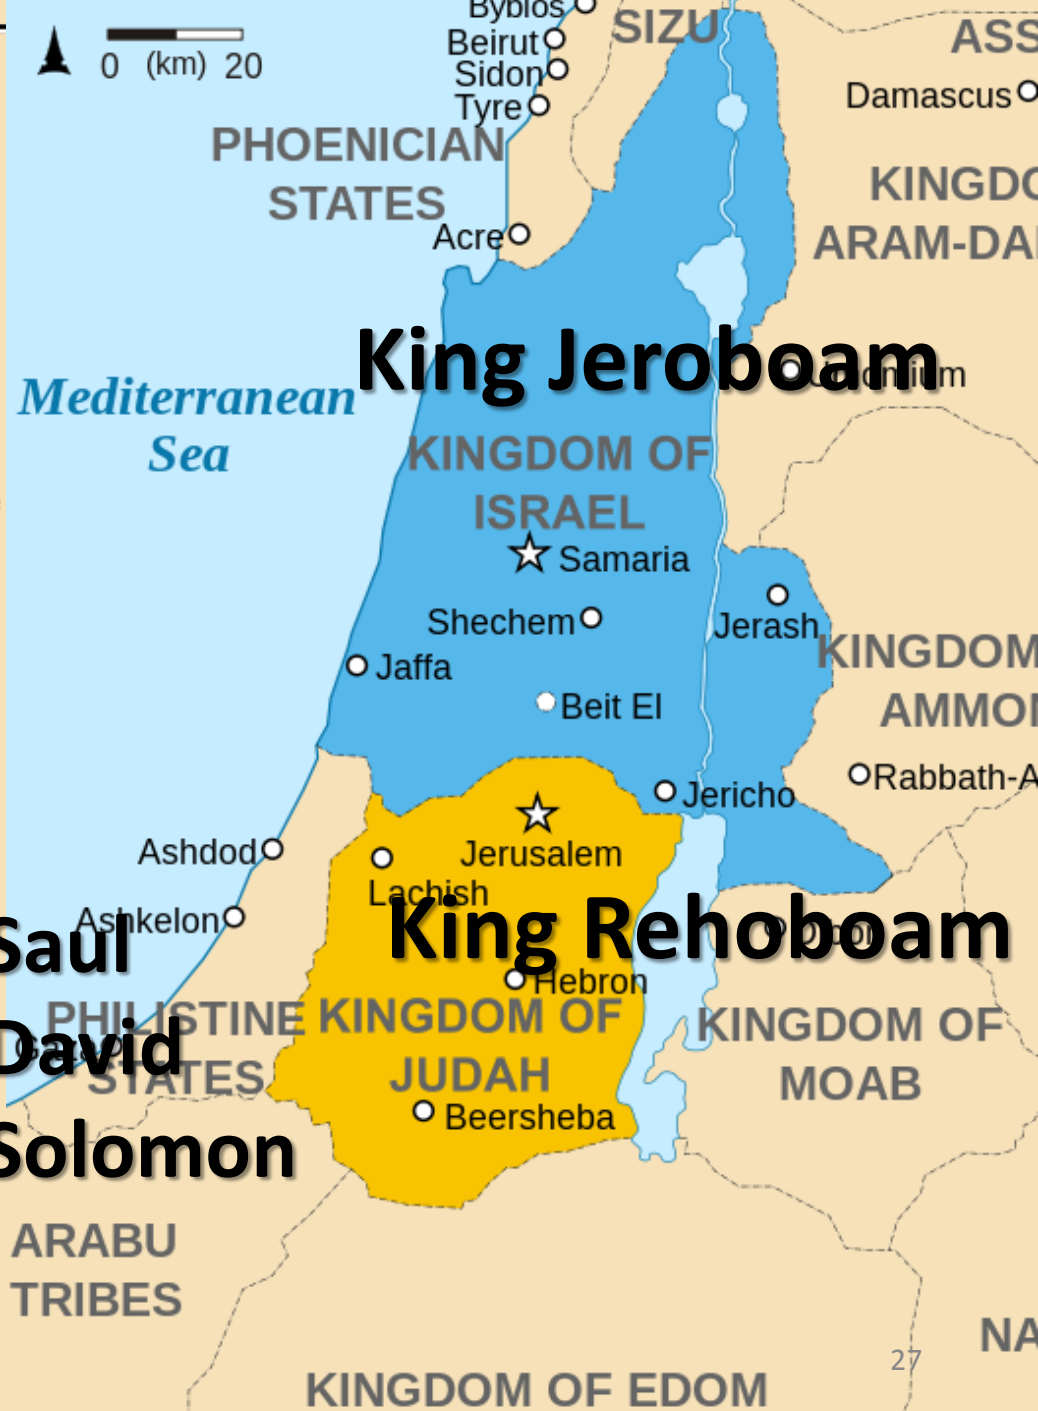 Byblos
SIZU
Beirut
ASS
0 (km) 20
Sidon
Damascus
Tyre
PHOENICIAN
STATES
KINGDO
Acre
ARAM-DA
King Jeroboam
Mediterranean
Sea
KINGDOM OF
ISRAEL
Samaria
Shechem
Jerash
Jaffa
KINGDOM
AMMON
Beit El
Rabbath-A
Jericho
Ashdod
Jerusalem
Lachish
Ashkelon
King Rehoboam
Saul
Hebron
PHILISTINE
STATES
KINGDOM OF
JUDAH
KINGDOM OF
MOAB
Gaza
David
Beersheba
Solomon
ARABU
TRIBES
NA
27
KINGDOM OF EDOM